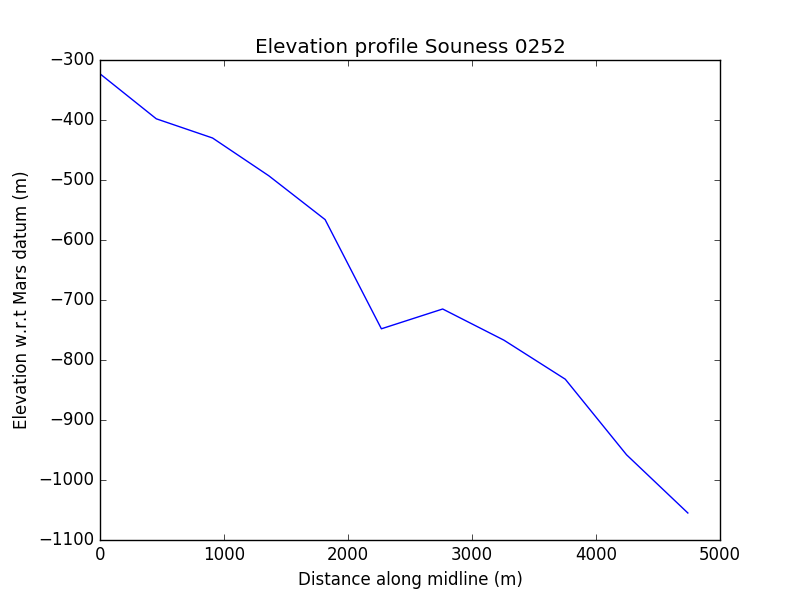 Elevation profile Souness 0252
−300
−400
−500
−600
−700
−800
−900
−1000
−1100
Elevation w.r.t Mars datum (m)
0 1000 2000 3000 4000 5000
Distance along midline (m)